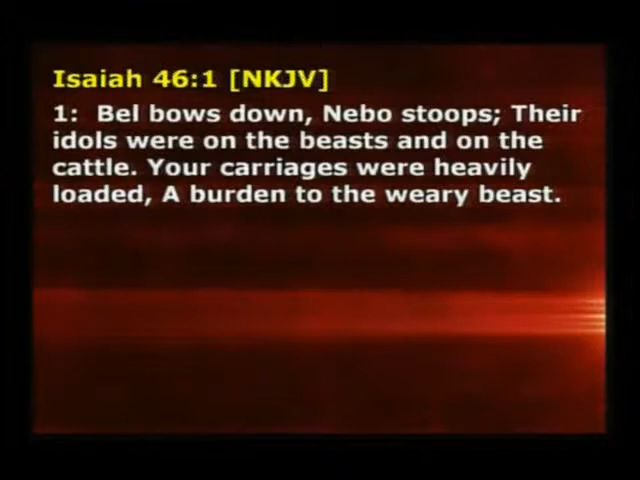 Isaiah 46:1 [NKJV]
1:  Bel bows down, Nebo stoops; Their
idols were on the beasts and on the
cattle. Your carriages were heavily
loaded, A burden to the weary beast.